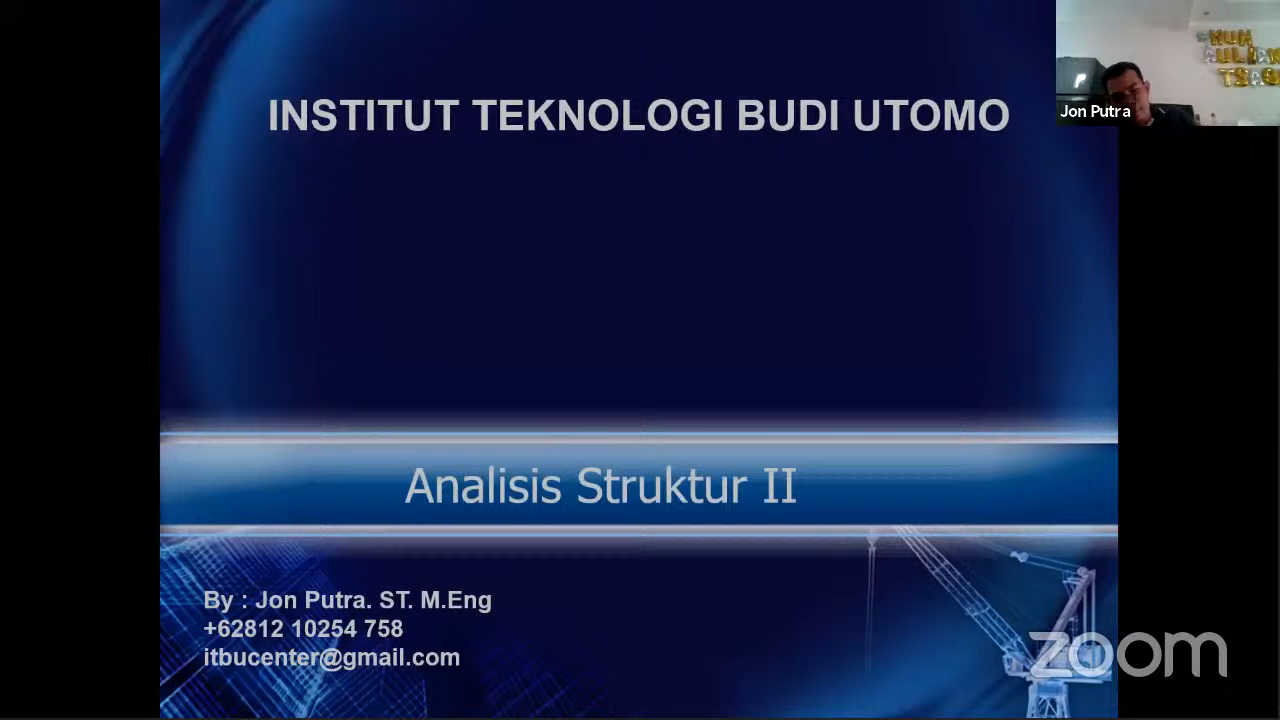 INSTITUT TEKNOLOGI BUDI UTOMO
Jon Putra
Analisis Struktur II
By : Jon Putra. ST. M.Eng
+62812 10254 758
itbucenter@gmail.com
zoom